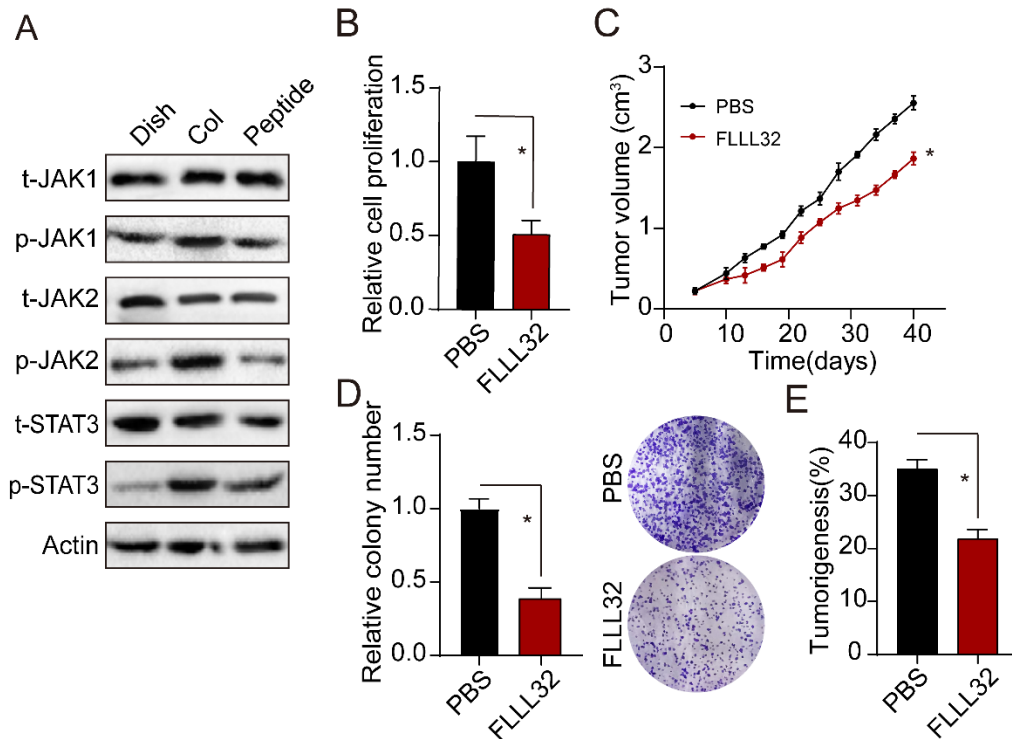 A
Dish
Col
Peptide
t-JAK1
p-JAK1
t-JAK2
p-JAK2
t-STAT3
p-STAT3
Actin
B
Relative cell proliferation
1.5
1.0
0.5
0.0
*
PBS
FLLL32
C
Tumor volume (cm³)
3
2
1
0
PBS
FLLL32
*
0
10
20
30
40
Time(days)
D
Relative colony number
1.5
1.0
0.5
0.0
*
PBS
FLLL32
PBS
FLLL32
E
Tumorigenesis(%)
40
30
20
10
0
*
PBS
FLLL32